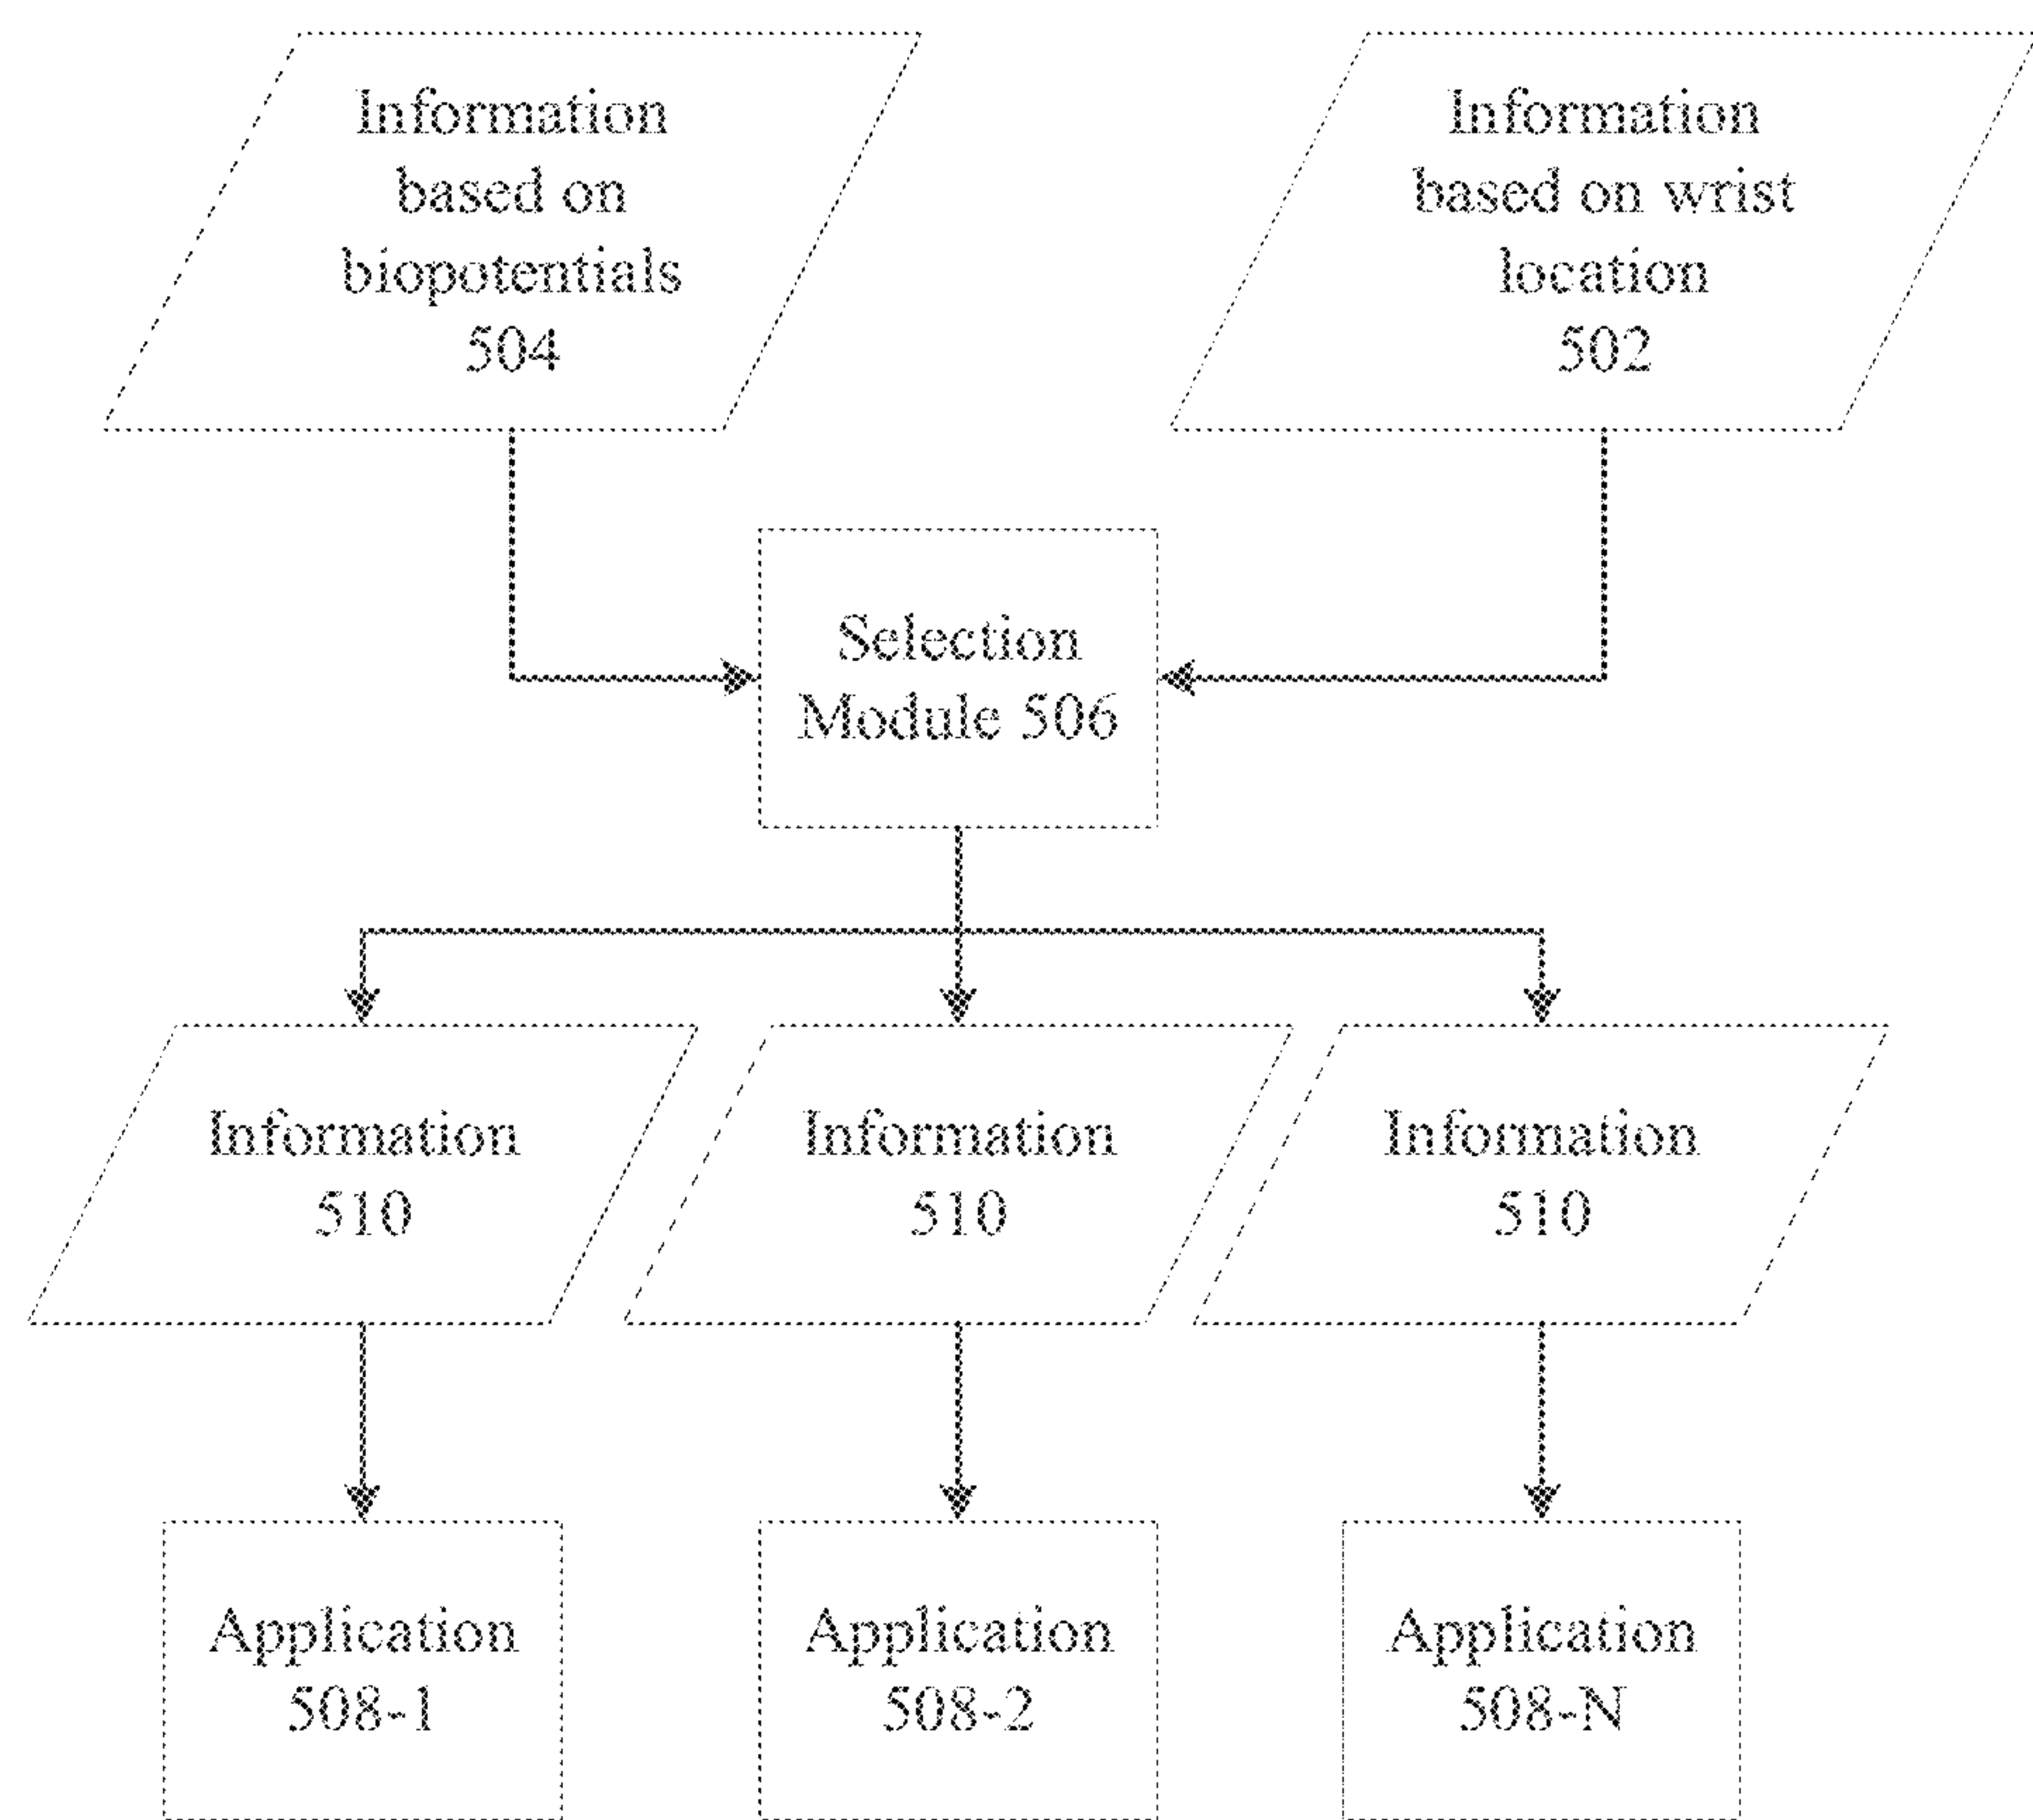 Information
based on
biopotentials
504
Information
based on wrist
location
502
Selection
Module 506
Information
510
Information
510
Information
510
Application
508-1
Application
508-2
Application
508-N